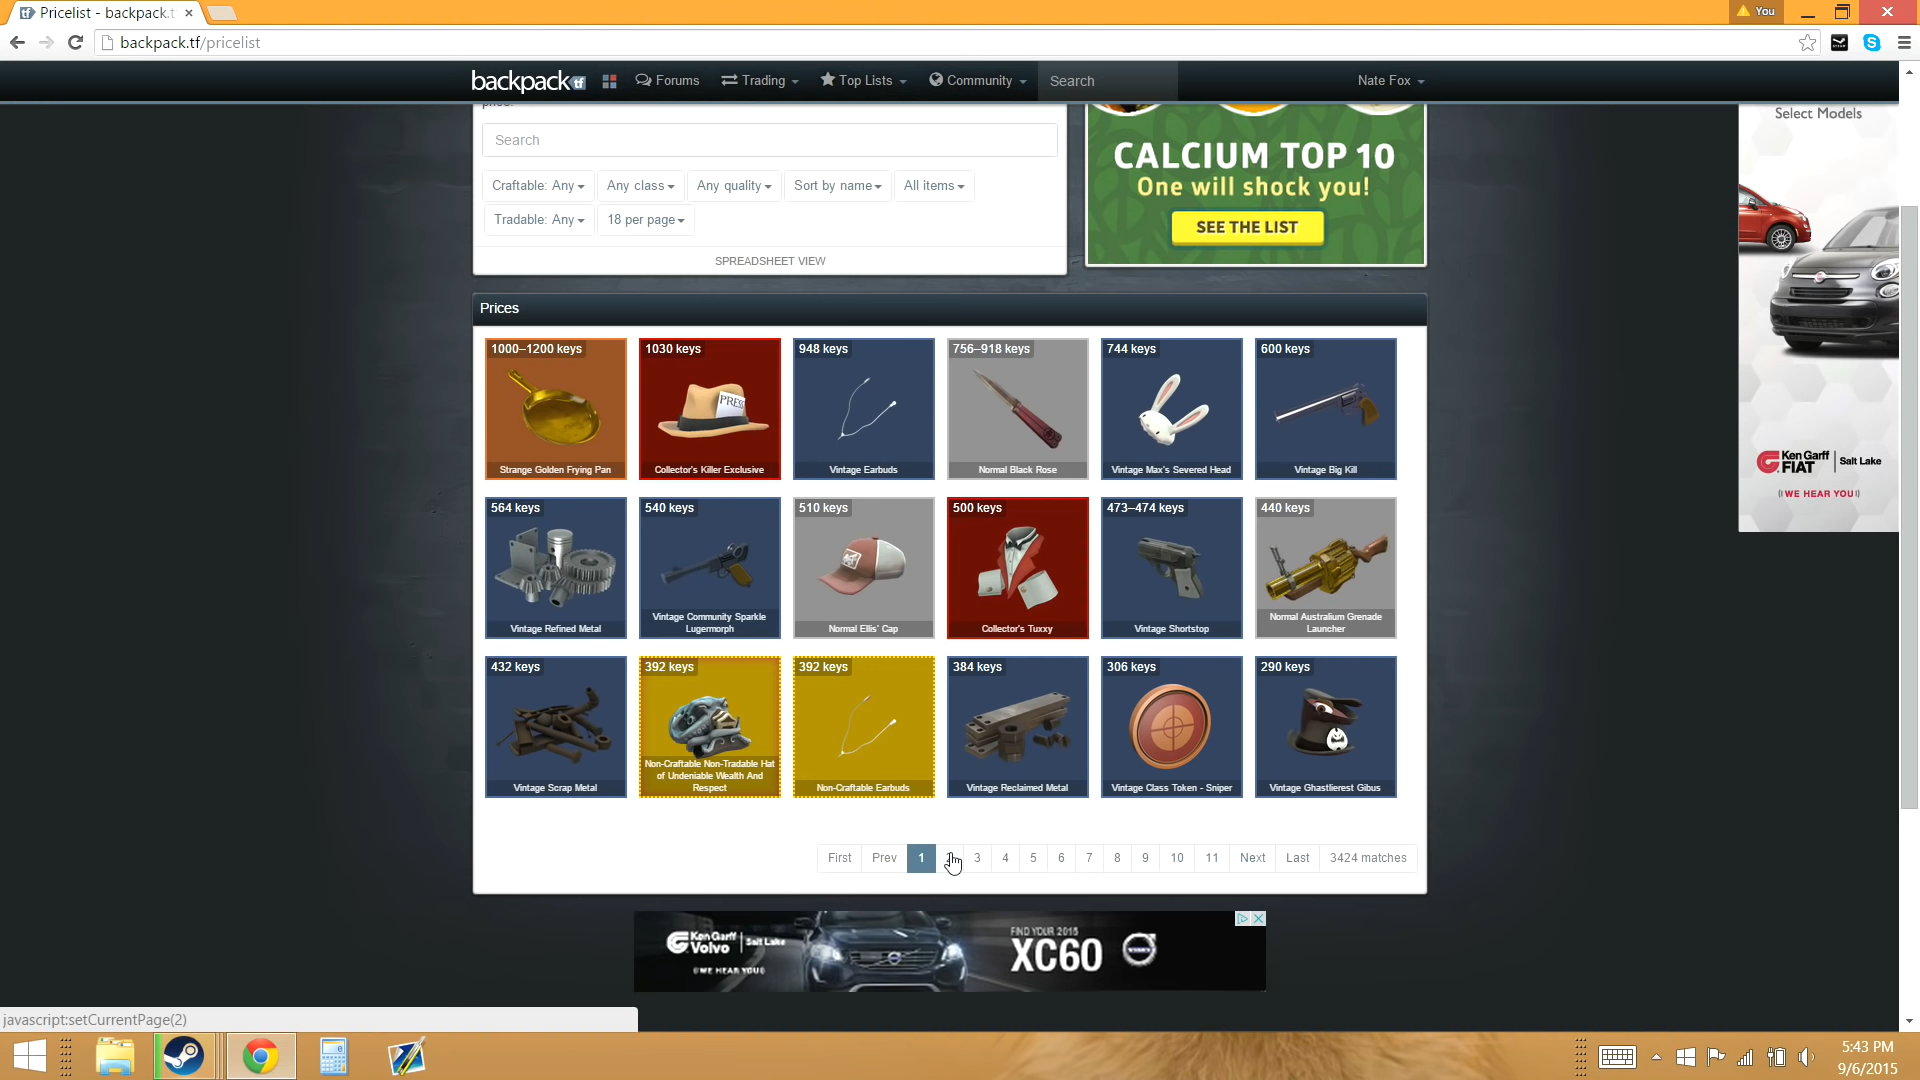 Pricelist - backpack.t
You
backpack.tf/pricelist
backpack tf
Forums
Trading
Top Lists
Community
Search
Nate Fox
Search
Craftable: Any
Any class
Any quality
Sort by name
All items
Tradable: Any
18 per page
SPREADSHEET VIEW
CALCIUM TOP 10
One will shock you!
SEE THE LIST
Select Models
Ken Garff
FIAT
Salt Lake
WE HEAR YOU
Prices
1000–1200 keys
Strange Golden Frying Pan
1030 keys
PRESS
Collector's Killer Exclusive
948 keys
Vintage Earbuds
756–918 keys
Normal Black Rose
744 keys
Vintage Max's Severed Head
600 keys
Vintage Big Kill
564 keys
Vintage Refined Metal
540 keys
Vintage Community Sparkle
Lugermorph
510 keys
Normal Ellis' Cap
500 keys
Collector's Tuxxy
473–474 keys
Vintage Shortstop
440 keys
Normal Australium Grenade
Launcher
432 keys
Vintage Scrap Metal
392 keys
Non-Craftable Non-Tradable Hat
of Undeniable Wealth And
Respect
392 keys
Non-Craftable Earbuds
384 keys
Vintage Reclaimed Metal
306 keys
Vintage Class Token - Sniper
290 keys
Vintage Ghastlierest Gibus
First Prev 1 3 4 5 6 7 8 9 10 11 Next Last 3424 matches
Ken Garff
Volvo
Salt Lake
WE HEAR YOU
FIND YOUR 2015
XC60
javascript:setCurrentPage(2)
5:43 PM
9/6/2015